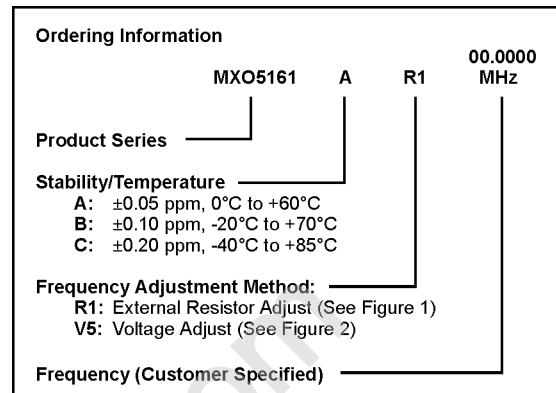 Ordering Information
00.0000
MXO5161 A R1 MHz
Product Series
Stability/Temperature
A: ±0.05 ppm, 0°C to +60°C
B: ±0.10 ppm, -20°C to +70°C
C: ±0.20 ppm, -40°C to +85°C
Frequency Adjustment Method:
R1: External Resistor Adjust (See Figure 1)
V5: Voltage Adjust (See Figure 2)
Frequency (Customer Specified)